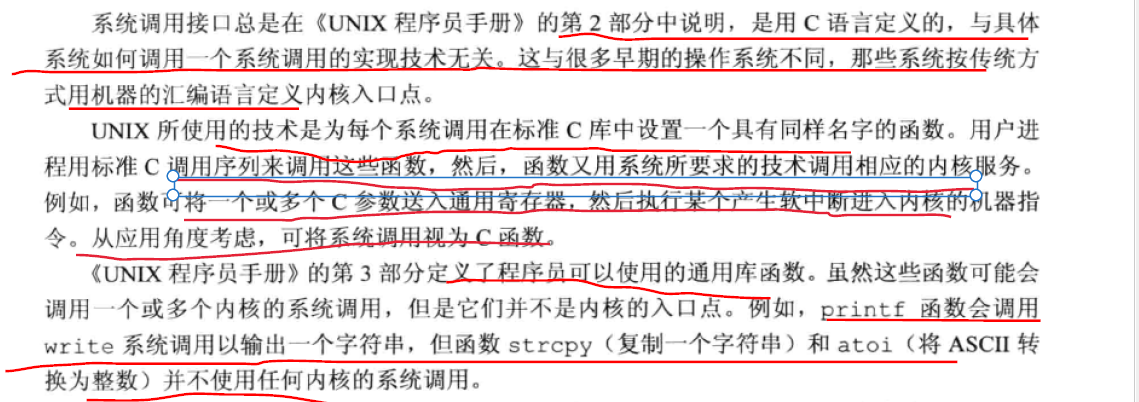 系统调用接口总是在《UNIX 程序员手册》的第 2 部分中说明，是用 C 语言定义的，与具体
系统如何调用一个系统调用的实现技术无关。这与很多早期的操作系统不同，那些系统按传统方
式用机器的汇编语言定义内核入口点。
UNIX 所使用的技术是为每个系统调用在标准 C 库中设置一个具有同样名字的函数。用户进
程用标准 C 调用序列来调用这些函数，然后，函数又用系统所要求的技术调用相应的内核服务。
例如，函数可将一个或多个 C 参数送入通用寄存器，然后执行某个产生软中断进入内核的机器指
令。从应用角度考虑，可将系统调用视为 C 函数。
《UNIX 程序员手册》的第 3 部分定义了程序员可以使用的通用库函数。虽然这些函数可能会
调用一个或多个内核的系统调用，但是它们并不是内核的入口点。例如，printf 函数会调用
write 系统调用以输出一个字符串，但函数 strcpy（复制一个字符串）和 atoi（将 ASCII 转
换为整数）并不使用任何内核的系统调用。